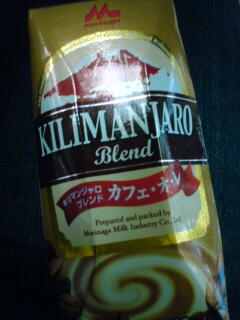 morinaga
KILIMANJARO
Blend
キリマンジャロ
ブレンド
カフェ・オ・レ
Prepared and packed by
Morinaga Milk Industry Co., Ltd.